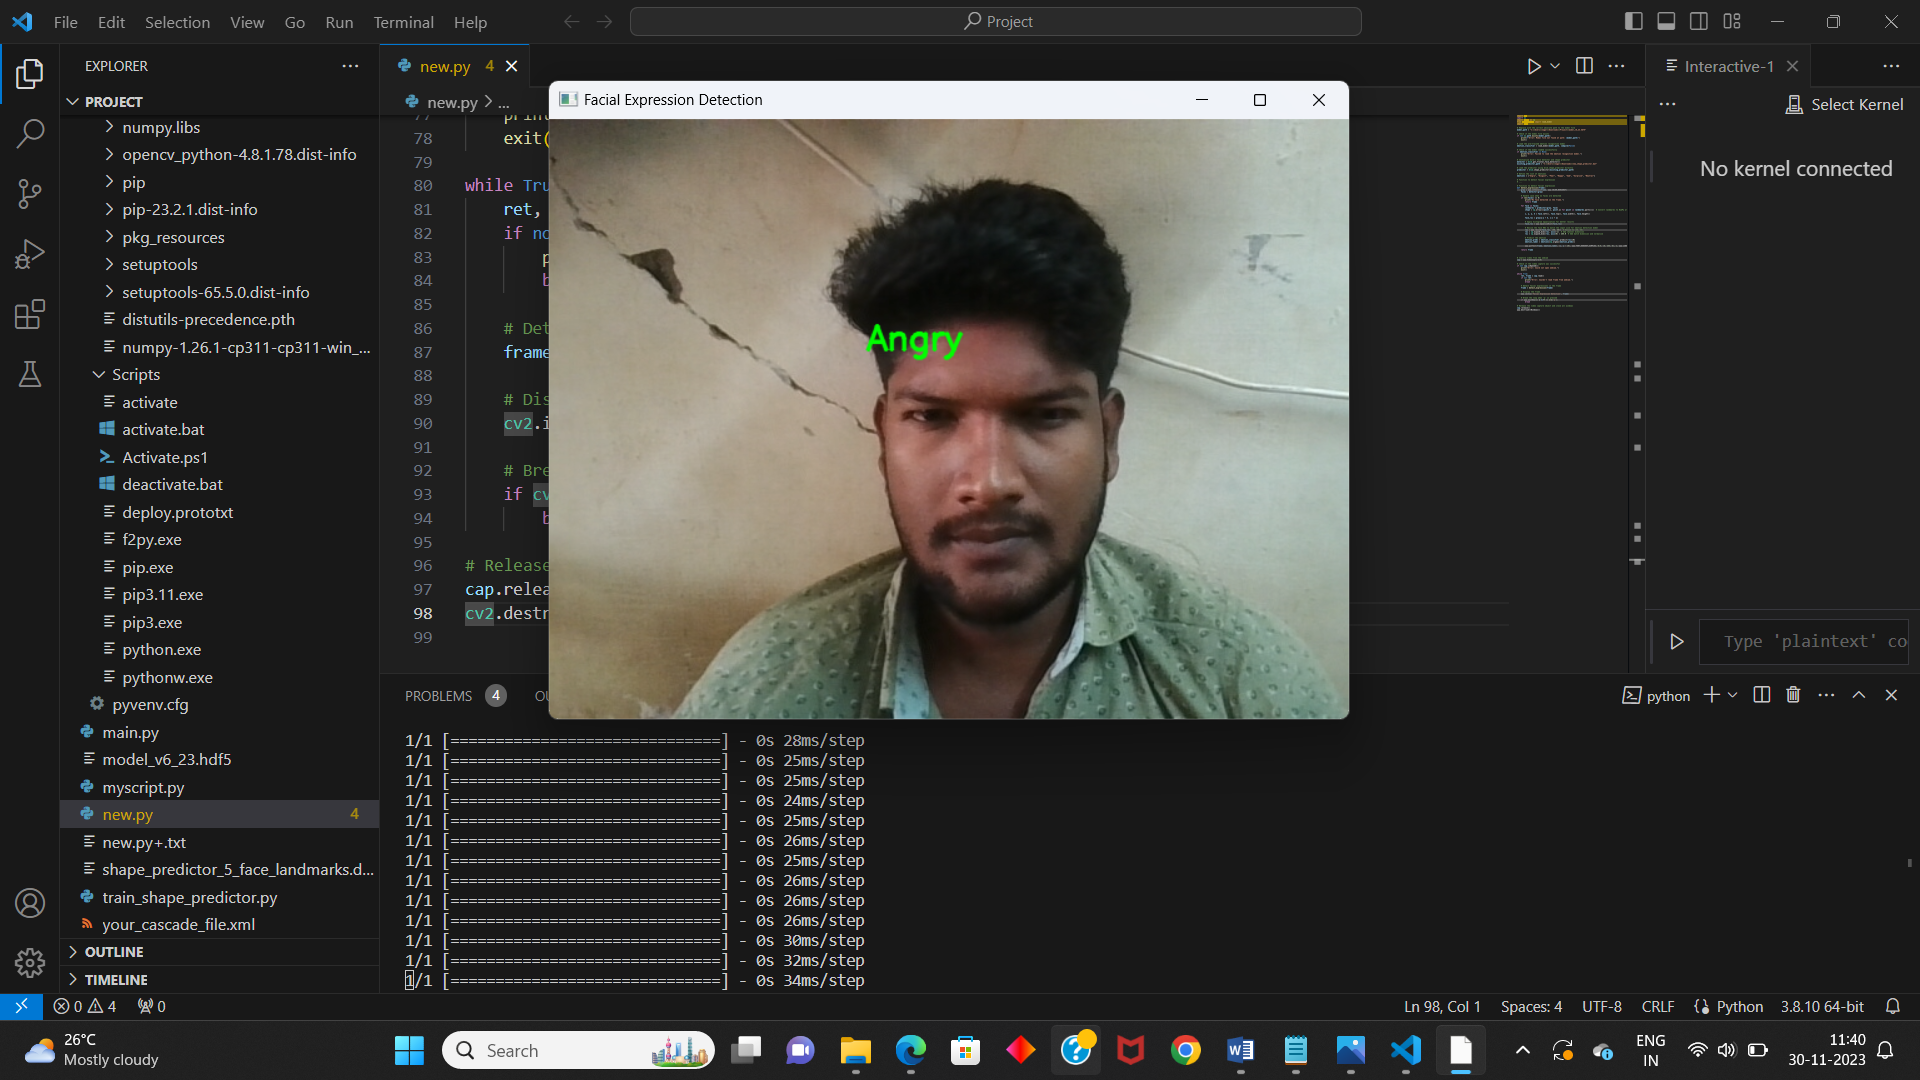 File Edit Selection View Go Run Terminal Help
Project
EXPLORER
PROJECT
numpy.libs
opencv_python-4.8.1.78.dist-info
pip
pip-23.2.1.dist-info
pkg_resources
setuptools
setuptools-65.5.0.dist-info
distutils-precedence.pth
numpy-1.26.1-cp311-cp311-win_...
Scripts
activate
activate.bat
Activate.ps1
deactivate.bat
deploy.prototxt
f2py.exe
pip.exe
pip3.11.exe
pip3.exe
python.exe
pythonw.exe
pyvenv.cfg
main.py
model_v6_23.hdf5
myscript.py
new.py 4
new.py+.txt
shape_predictor_5_face_landmarks.d...
train_shape_predictor.py
your_cascade_file.xml
OUTLINE
TIMELINE
new.py 4
new.py > ...
78 exit(
79
80 while Tru
81 ret,
82 if no
83 p
84 b
85
86 # Det
87 frame
88
89 # Dis
90 cv2.i
91
92 # Bre
93 if cv
94 b
95
96 # Release
97 cap.relea
98 cv2.destr
99
Facial Expression Detection
Angry
Interactive-1
Select Kernel
No kernel connected
Type 'plaintext' co
PROBLEMS 4 OU
python
1/1 [==============================] - 0s 28ms/step
1/1 [==============================] - 0s 25ms/step
1/1 [==============================] - 0s 25ms/step
1/1 [==============================] - 0s 24ms/step
1/1 [==============================] - 0s 25ms/step
1/1 [==============================] - 0s 26ms/step
1/1 [==============================] - 0s 25ms/step
1/1 [==============================] - 0s 26ms/step
1/1 [==============================] - 0s 26ms/step
1/1 [==============================] - 0s 26ms/step
1/1 [==============================] - 0s 30ms/step
1/1 [==============================] - 0s 32ms/step
1/1 [==============================] - 0s 34ms/step
0 4 0
Ln 98, Col 1 Spaces: 4 UTF-8 CRLF Python 3.8.10 64-bit
26°C
Mostly cloudy
Search
ENG
IN
11:40
30-11-2023